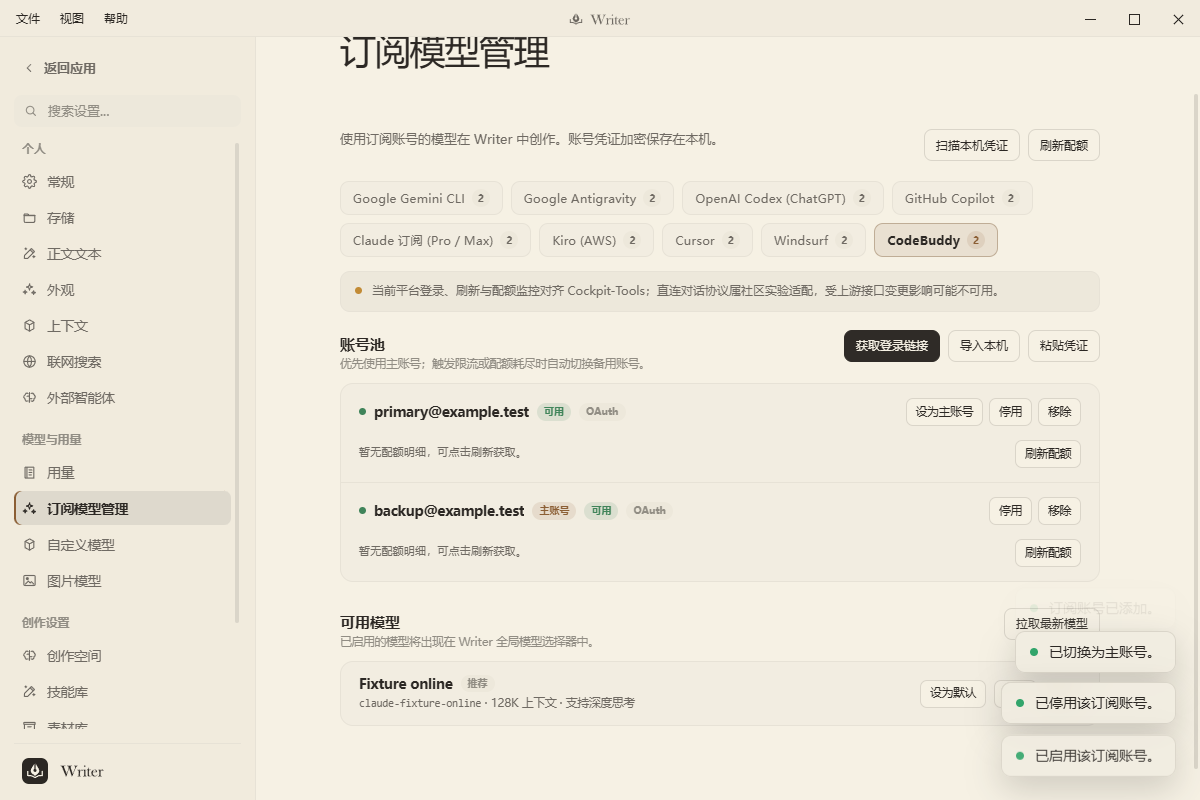 文件 视图 帮助
Writer
返回应用
搜索设置...
个人
常规
存储
正文文本
外观
上下文
联网搜索
外部智能体
模型与用量
用量
订阅模型管理
自定义模型
图片模型
创作设置
创作空间
技能库
素材库
Writer
订阅模型管理
使用订阅账号的模型在 Writer 中创作。账号凭证加密保存在本机。
扫描本机凭证 刷新配额
Google Gemini CLI 2 Google Antigravity 2 OpenAI Codex (ChatGPT) 2 GitHub Copilot 2
Claude 订阅 (Pro / Max) 2 Kiro (AWS) 2 Cursor 2 Windsurf 2 CodeBuddy 2
当前平台登录、刷新与配额监控对齐 Cockpit-Tools；直连对话协议属社区实验适配，受上游接口变更影响可能不可用。
账号池
优先使用主账号；触发限流或配额耗尽时自动切换备用账号。
获取登录链接 导入本机 粘贴凭证
primary@example.test 可用 OAuth 设为主账号 停用 移除
暂无配额明细，可点击刷新获取。 刷新配额
backup@example.test 主账号 可用 OAuth 停用 移除
暂无配额明细，可点击刷新获取。 刷新配额
订阅账号已添加。
可用模型
拉取最新模型
已启用的模型将出现在 Writer 全局模型选择器中。
已切换为主账号。
Fixture online 推荐
claude-fixture-online · 128K 上下文 · 支持深度思考
设为默认
已停用该订阅账号。
已启用该订阅账号。